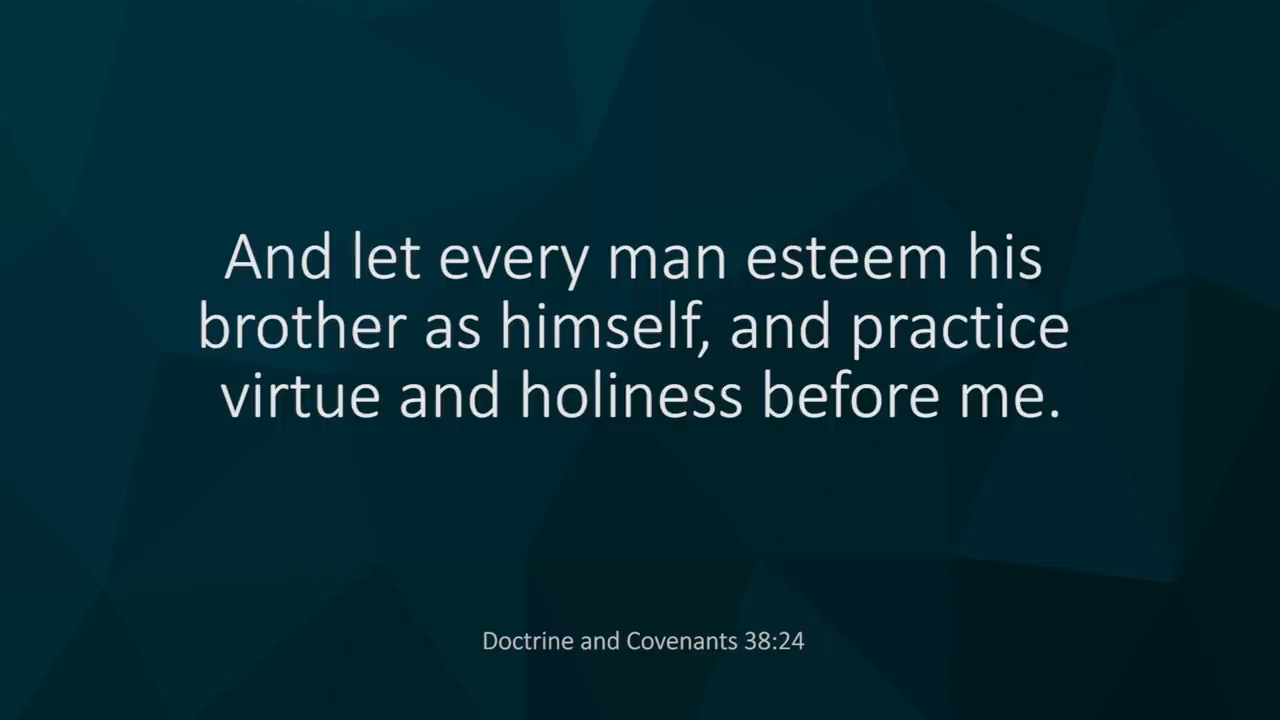 And let every man esteem his
brother as himself, and practice
virtue and holiness before me.
Doctrine and Covenants 38:24